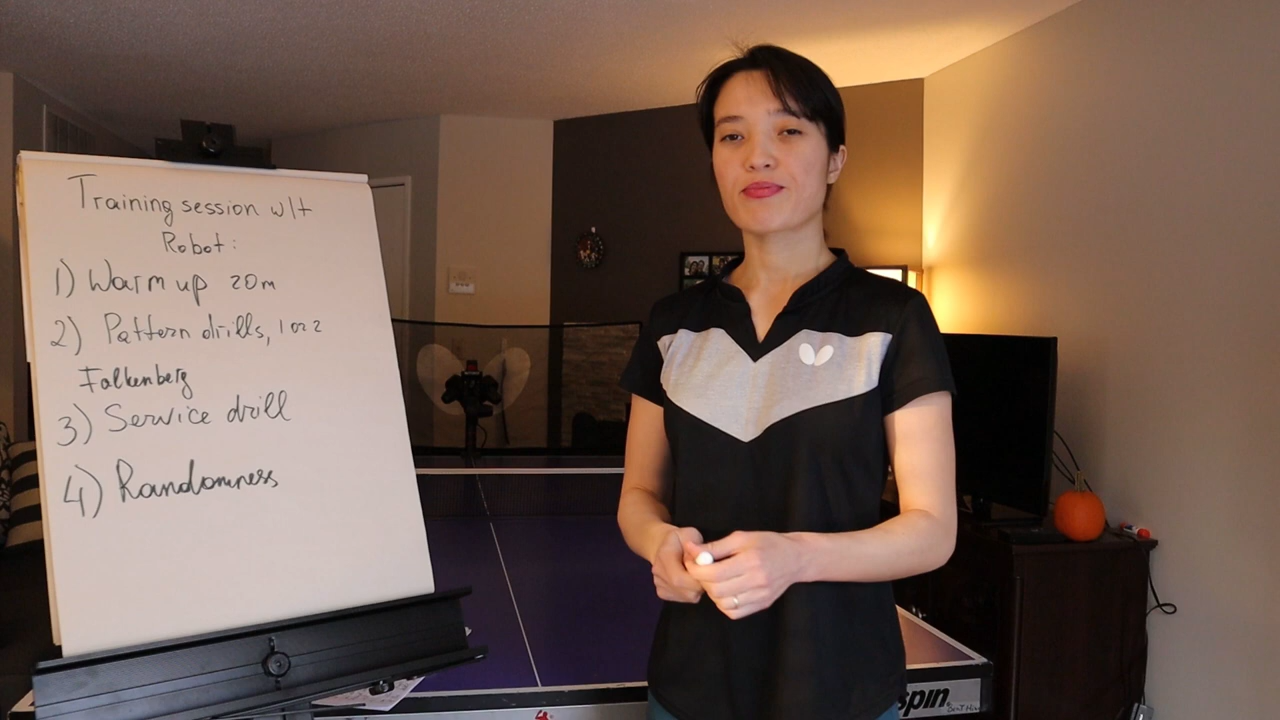 Training session w/t
Robot:
1) Warm up 20m
2) Pattern drills, 1 or 2
Falkenberg
3) Service drill
4) Randomness
spin